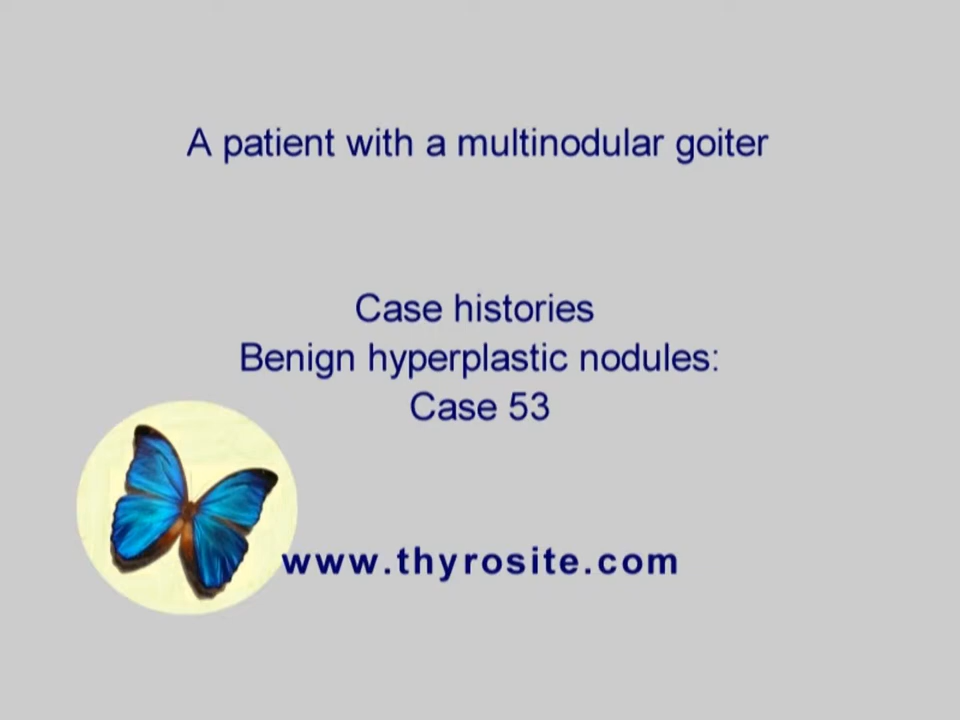 A patient with a multinodular goiter
Case histories
Benign hyperplastic nodules:
Case 53
www.thyrosite.com